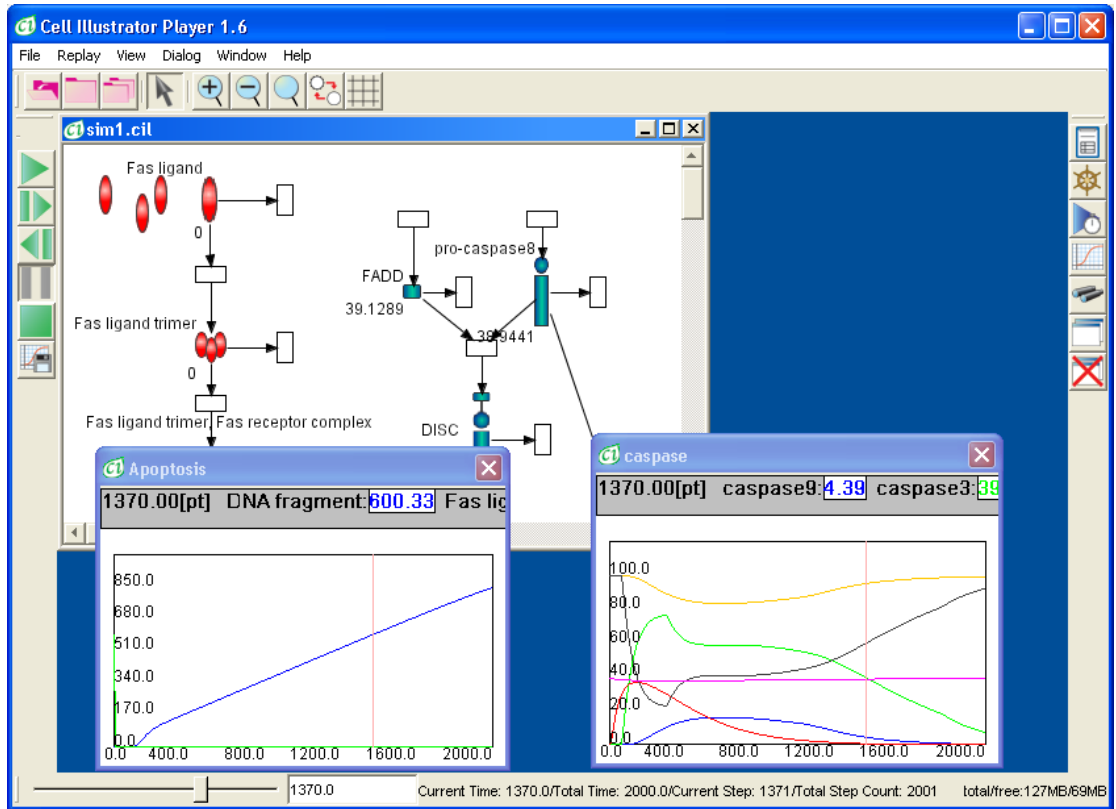 Cell Illustrator Player 1.6
File Replay View Dialog Window Help
sim1.cil
Fas ligand
0
pro-caspase8
FADD
39.1289
38.9441
Fas ligand trimer
0
Fas ligand trimer, Fas receptor complex
DISC
Apoptosis
1370.00[pt] DNA fragment: 600.33 Fas lig
850.0
680.0
510.0
340.0
170.0
0.0
0.0 400.0 800.0 1200.0 1600.0 2000.0
caspase
1370.00[pt] caspase9: 4.39 caspase3: 39
100.0
80.0
60.0
40.0
20.0
0.0
0.0 400.0 800.0 1200.0 1600.0 2000.0
1370.0
Current Time: 1370.0/Total Time: 2000.0/Current Step: 1371/Total Step Count: 2001 total/free:127MB/69MB